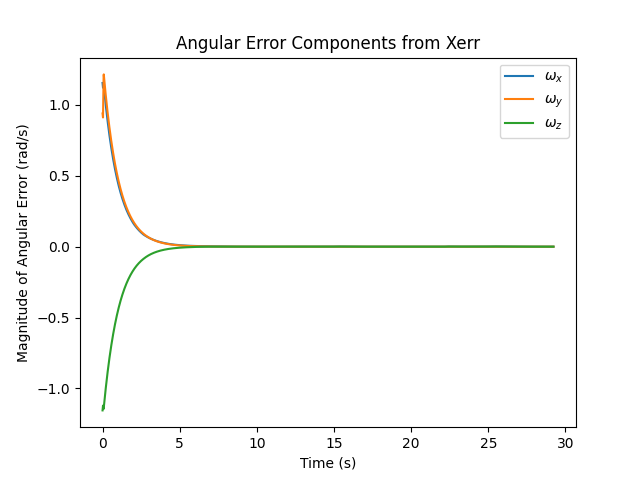 Angular Error Components from Xerr
ωx
ωy
ωz
Magnitude of Angular Error (rad/s)
1.0
0.5
0.0
−0.5
−1.0
0 5 10 15 20 25 30
Time (s)